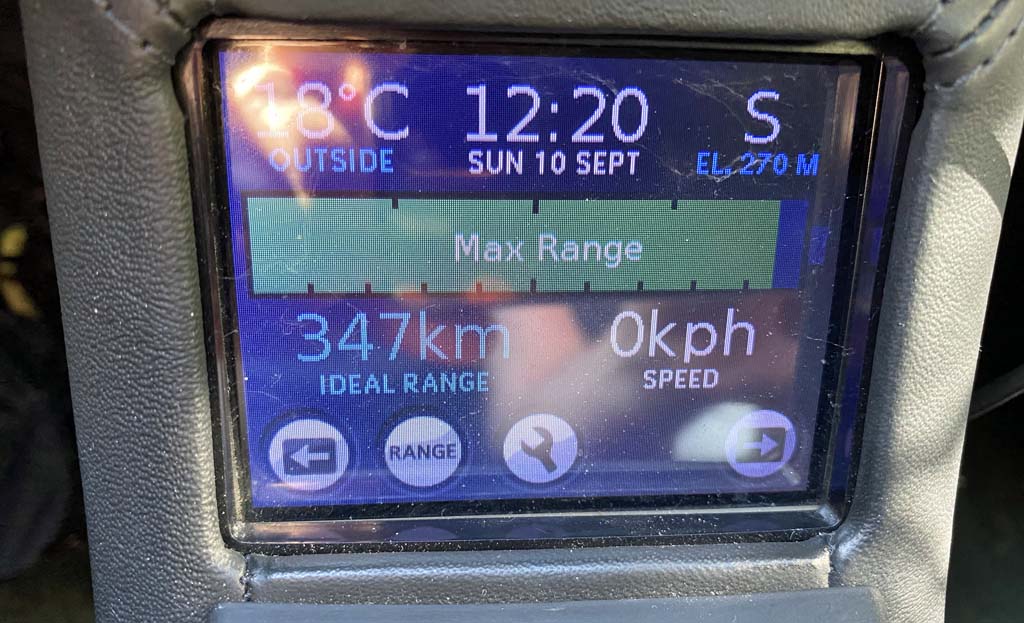 18°C 12:20 S
OUTSIDE SUN 10 SEPT EL. 270 M
Max Range
347km 0kph
IDEAL RANGE SPEED
RANGE